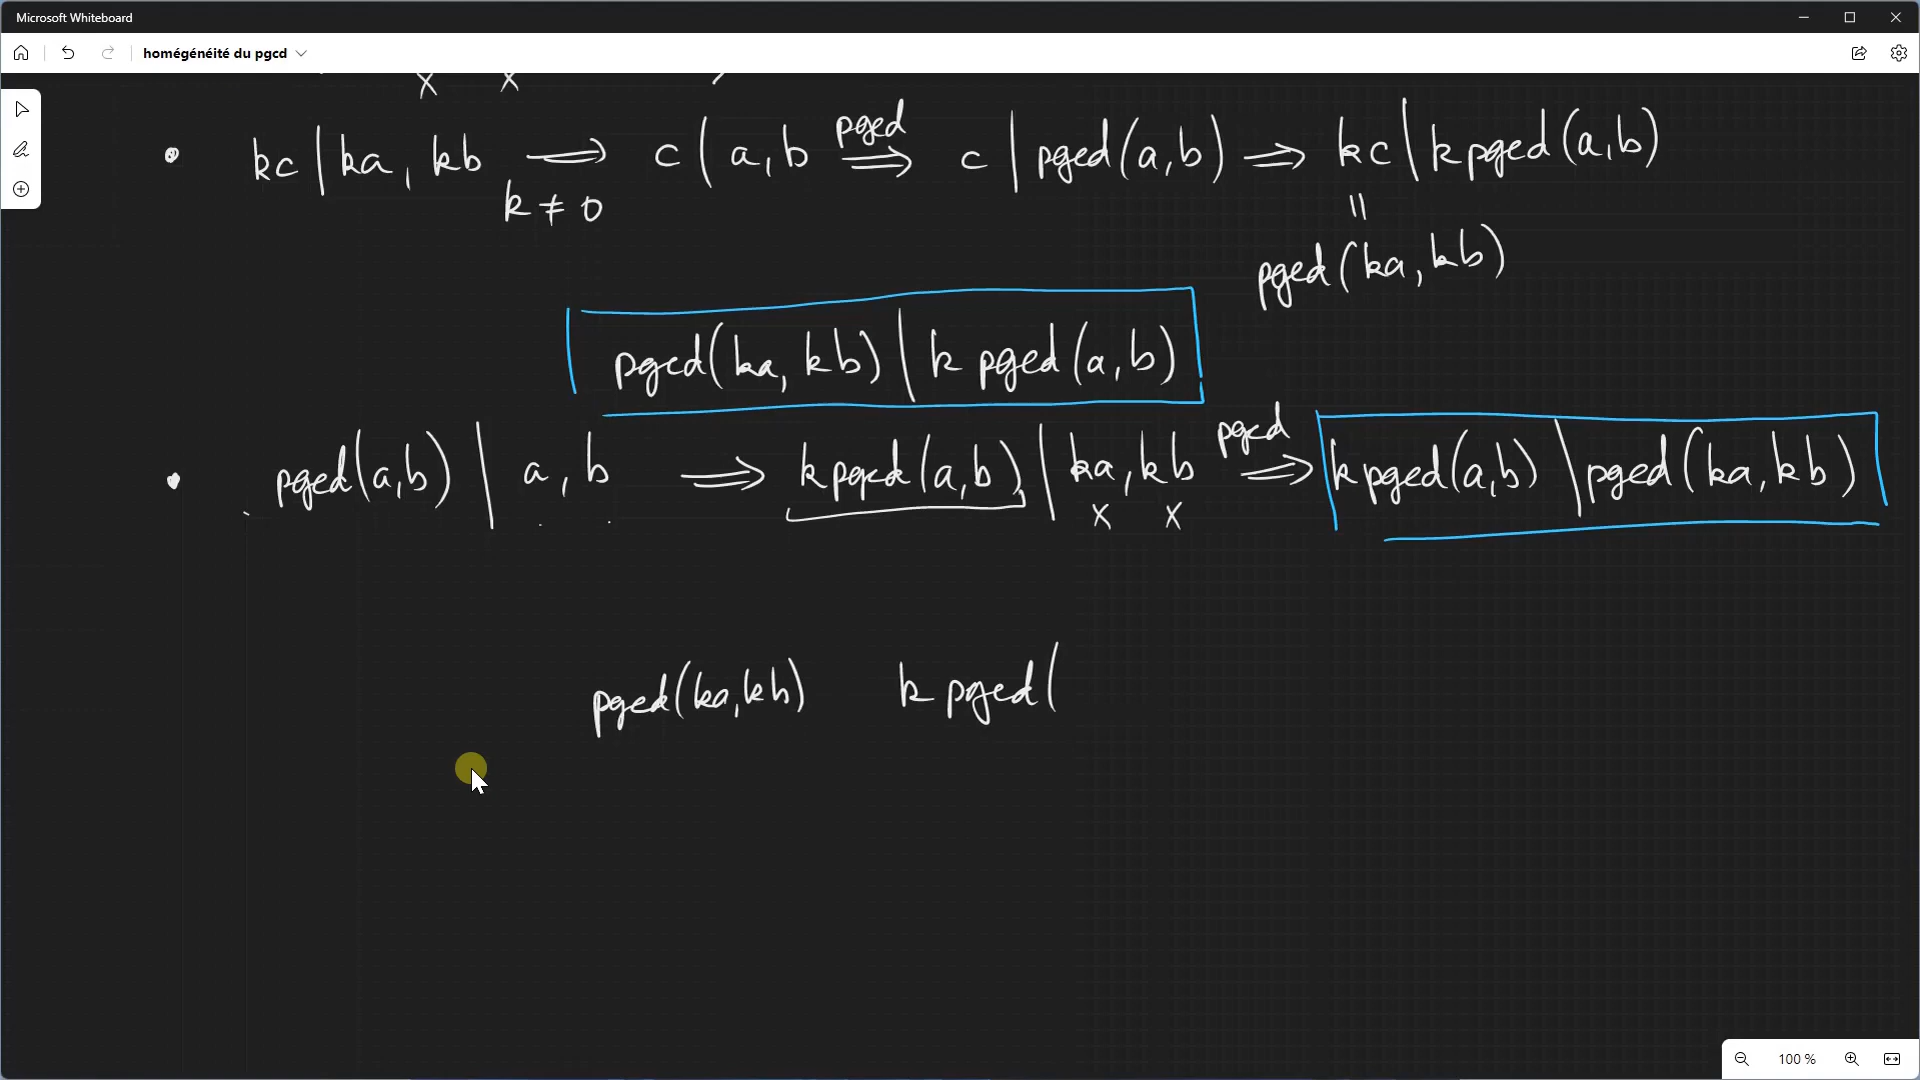 Microsoft Whiteboard
homégénéité du pgcd
x x
• kc | ka, kb ⟹ c | a, b ⟹ c | pgcd(a,b) ⟹ kc | k pgcd(a,b)
pgcd
k ≠ 0
||
pgcd(ka, kb)
pgcd(ka, kb) | k pgcd(a, b)
pgcd
• pgcd(a,b) | a, b ⟹ k pgcd(a,b) | ka, kb ⟹ k pgcd(a,b) | pgcd(ka, kb)
x x
pgcd(ka, kb) k pgcd(
100 %